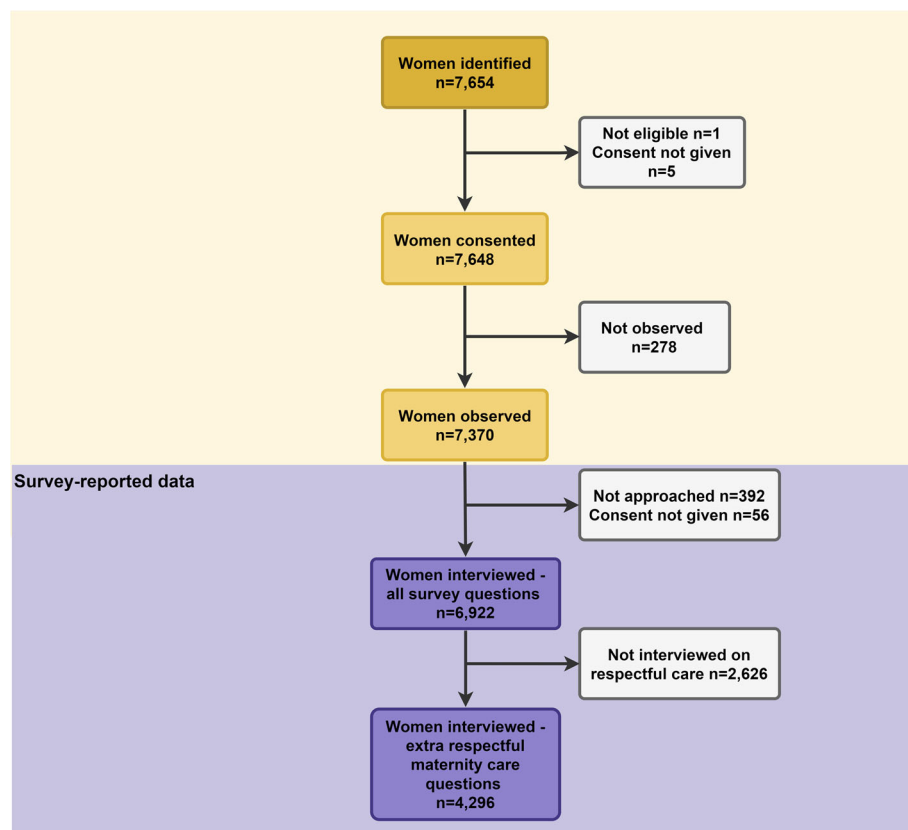 Women identified
n=7,654
Not eligible n=1
Consent not given
n=5
Women consented
n=7,648
Not observed
n=278
Women observed
n=7,370
Survey-reported data
Not approached n=392
Consent not given n=56
Women interviewed -
all survey questions
n=6,922
Not interviewed on
respectful care n=2,626
Women interviewed -
extra respectful
maternity care
questions
n=4,296